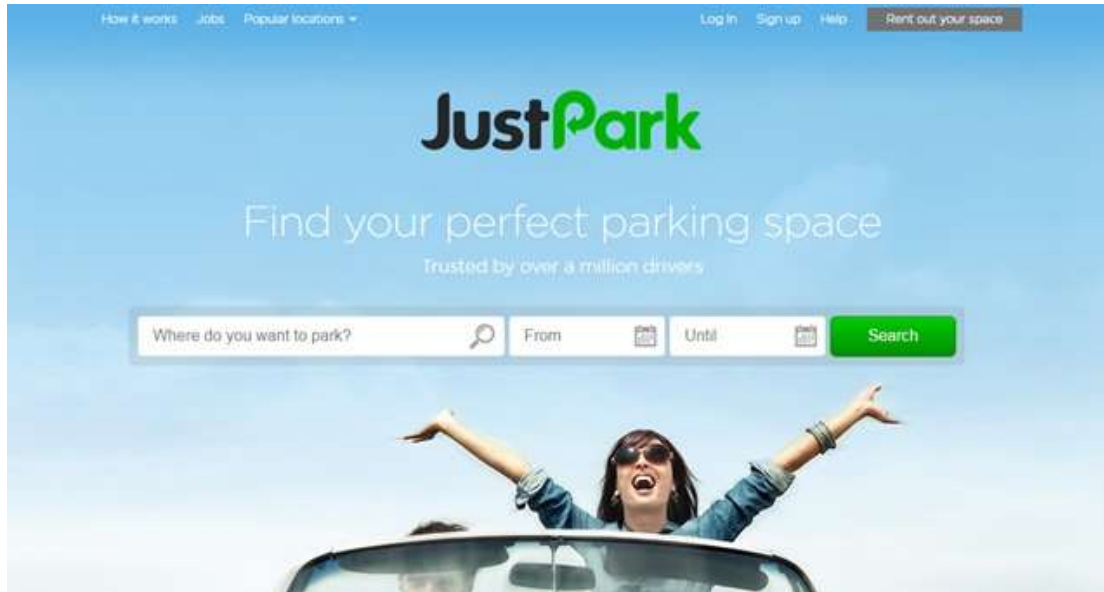 How it works Jobs Popular locations Log in Sign up Help Rent out your space
JustPark
Find your perfect parking space
Trusted by over a million drivers
Where do you want to park? From Until Search